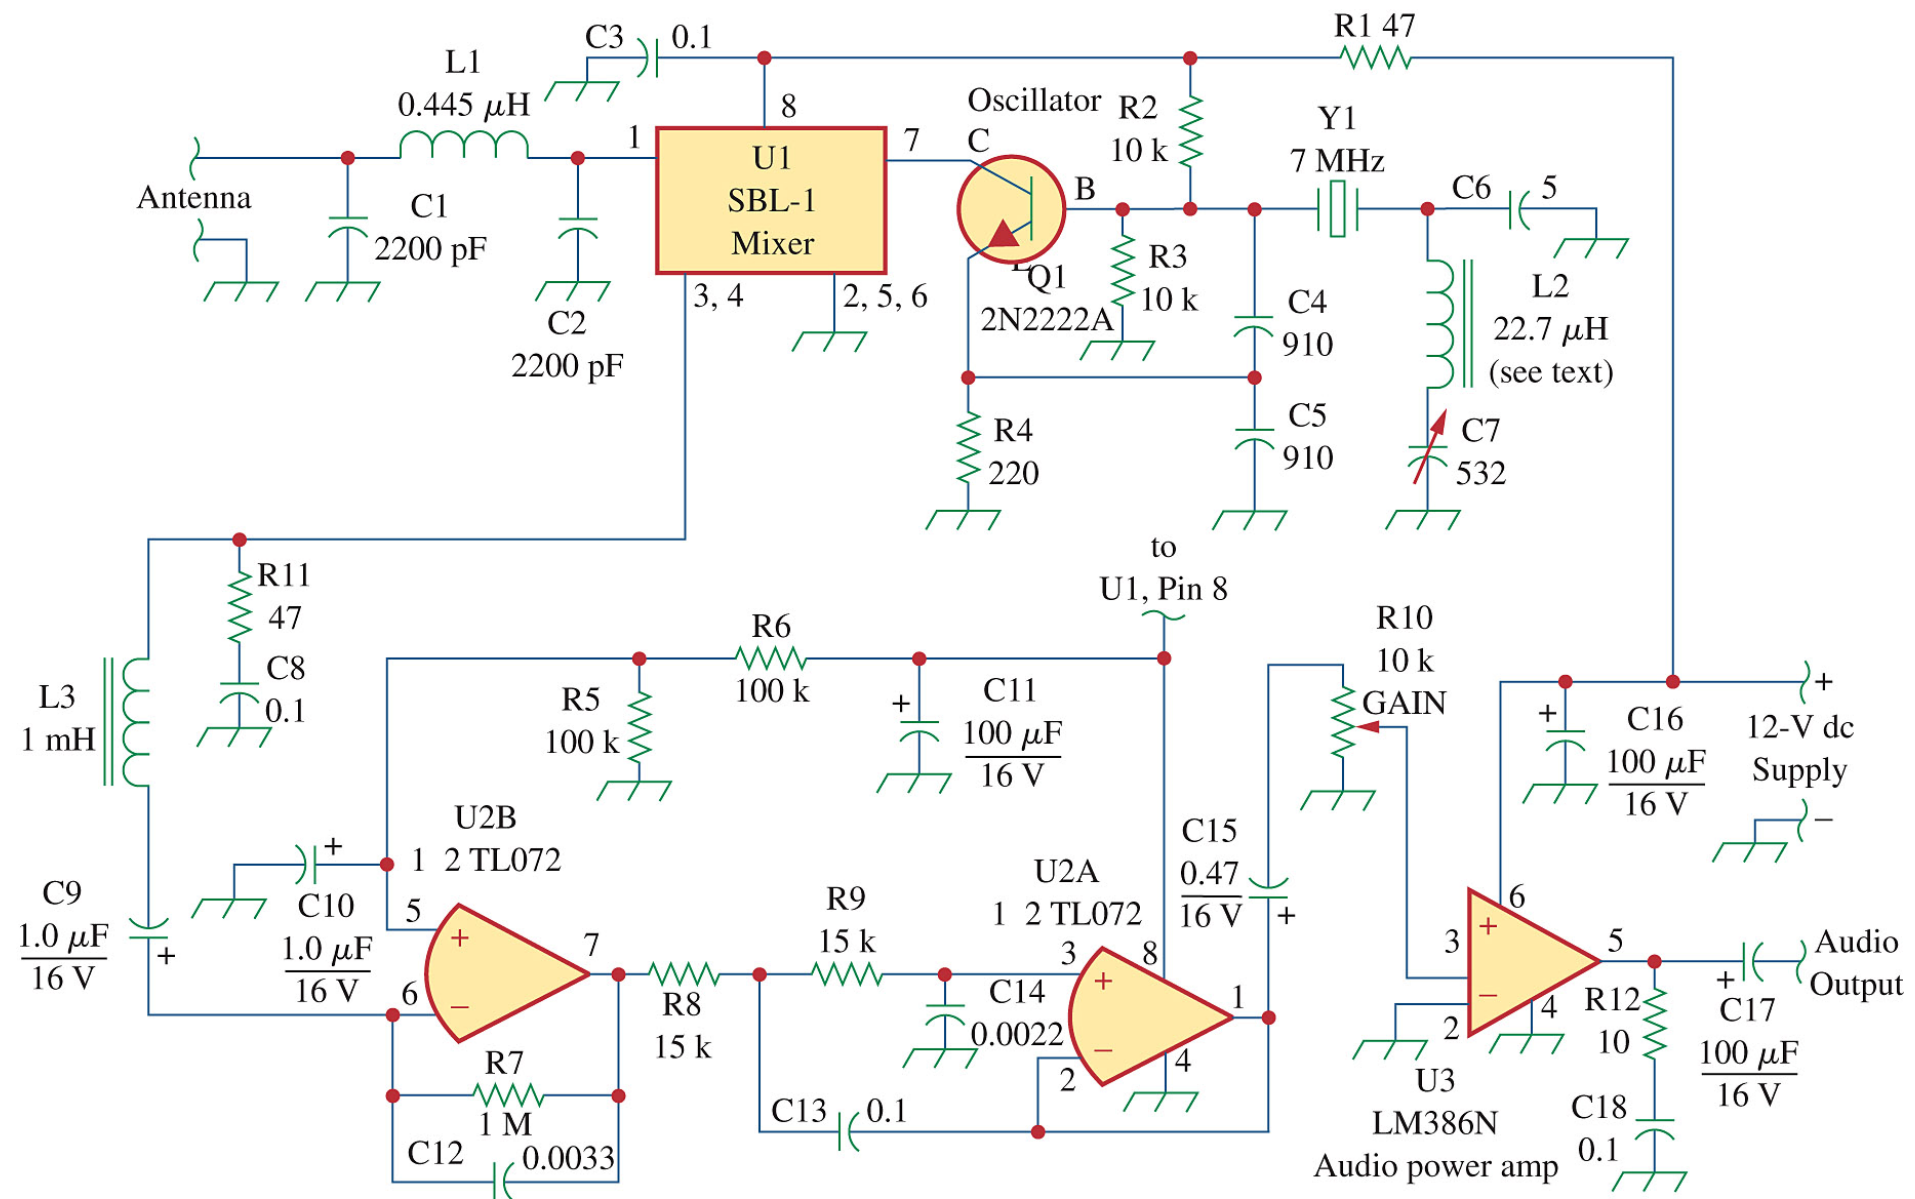 C3
0.1
R1 47
L1
0.445 μH
8
1
U1
SBL-1
Mixer
7
Oscillator
C
R2
10 k
B
Y1
7 MHz
C6
5
Antenna
C1
2200 pF
C2
2200 pF
3, 4
2, 5, 6
Q1
2N2222A
R3
10 k
C4
910
L2
22.7 μH
(see text)
C5
910
C7
532
R4
220
R11
47
C8
0.1
L3
1 mH
to
U1, Pin 8
R6
100 k
R5
100 k
+
C11
100 μF
16 V
R10
10 k
GAIN
+
C16
100 μF
16 V
+
12-V dc
Supply
−
C9
1.0 μF
16 V
+
+
C10
1.0 μF
16 V
U2B
1 2 TL072
5
+
6
−
7
R7
1 M
C12
0.0033
R8
15 k
R9
15 k
C14
0.0022
C13
0.1
U2A
1 2 TL072
3
+
8
2
−
4
1
C15
0.47
16 V
+
6
3
+
2
−
5
4
U3
LM386N
Audio power amp
R12
10
C18
0.1
+
C17
100 μF
16 V
Audio
Output